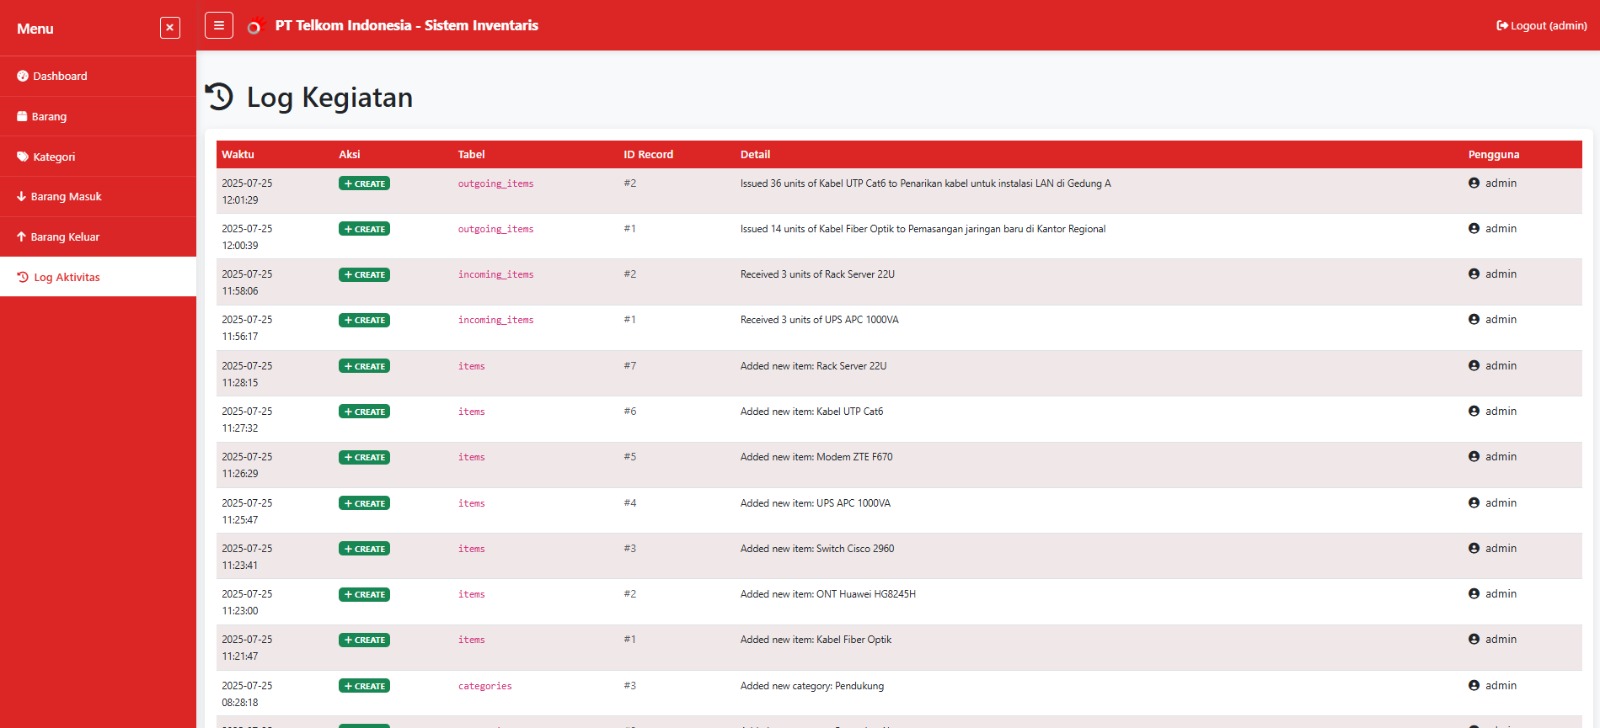 Menu
PT Telkom Indonesia - Sistem Inventaris
Logout (admin)
Dashboard
Barang
Kategori
Barang Masuk
Barang Keluar
Log Aktivitas
Log Kegiatan
Waktu Aksi Tabel ID Record Detail Pengguna
2025-07-25 12:01:29 + CREATE outgoing_items #2 Issued 36 units of Kabel UTP Cat6 to Penarikan kabel untuk instalasi LAN di Gedung A admin
2025-07-25 12:00:39 + CREATE outgoing_items #1 Issued 14 units of Kabel Fiber Optik to Pemasangan jaringan baru di Kantor Regional admin
2025-07-25 11:58:06 + CREATE incoming_items #2 Received 3 units of Rack Server 22U admin
2025-07-25 11:56:17 + CREATE incoming_items #1 Received 3 units of UPS APC 1000VA admin
2025-07-25 11:28:15 + CREATE items #7 Added new item: Rack Server 22U admin
2025-07-25 11:27:32 + CREATE items #6 Added new item: Kabel UTP Cat6 admin
2025-07-25 11:26:29 + CREATE items #5 Added new item: Modem ZTE F670 admin
2025-07-25 11:25:47 + CREATE items #4 Added new item: UPS APC 1000VA admin
2025-07-25 11:23:41 + CREATE items #3 Added new item: Switch Cisco 2960 admin
2025-07-25 11:23:00 + CREATE items #2 Added new item: ONT Huawei HG8245H admin
2025-07-25 11:21:47 + CREATE items #1 Added new item: Kabel Fiber Optik admin
2025-07-25 08:28:18 + CREATE categories #3 Added new category: Pendukung admin